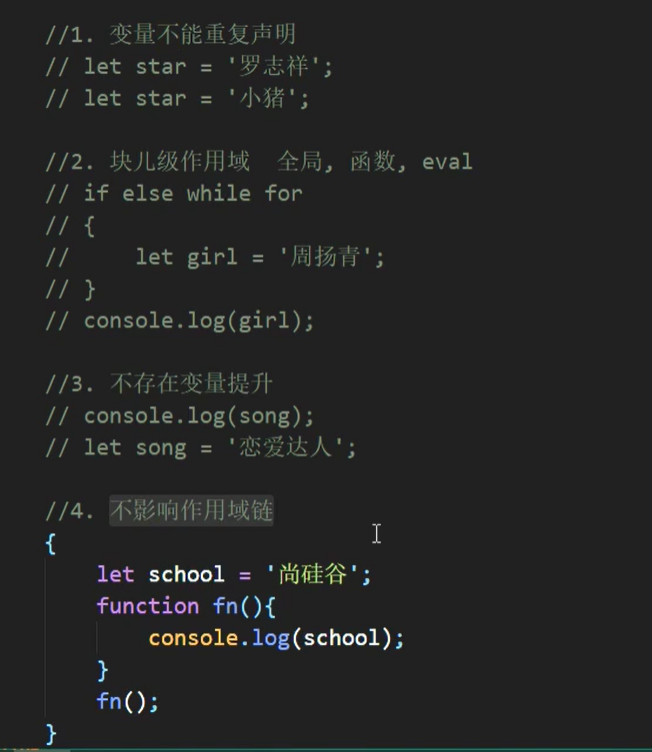 //1. 变量不能重复声明
// let star = '罗志祥';
// let star = '小猪';
//2. 块儿级作用域  全局, 函数, eval
// if else while for
// {
//     let girl = '周扬青';
// }
// console.log(girl);
//3. 不存在变量提升
// console.log(song);
// let song = '恋爱达人';
//4. 不影响作用域链
{
    let school = '尚硅谷';
    function fn(){
        console.log(school);
    }
    fn();
}